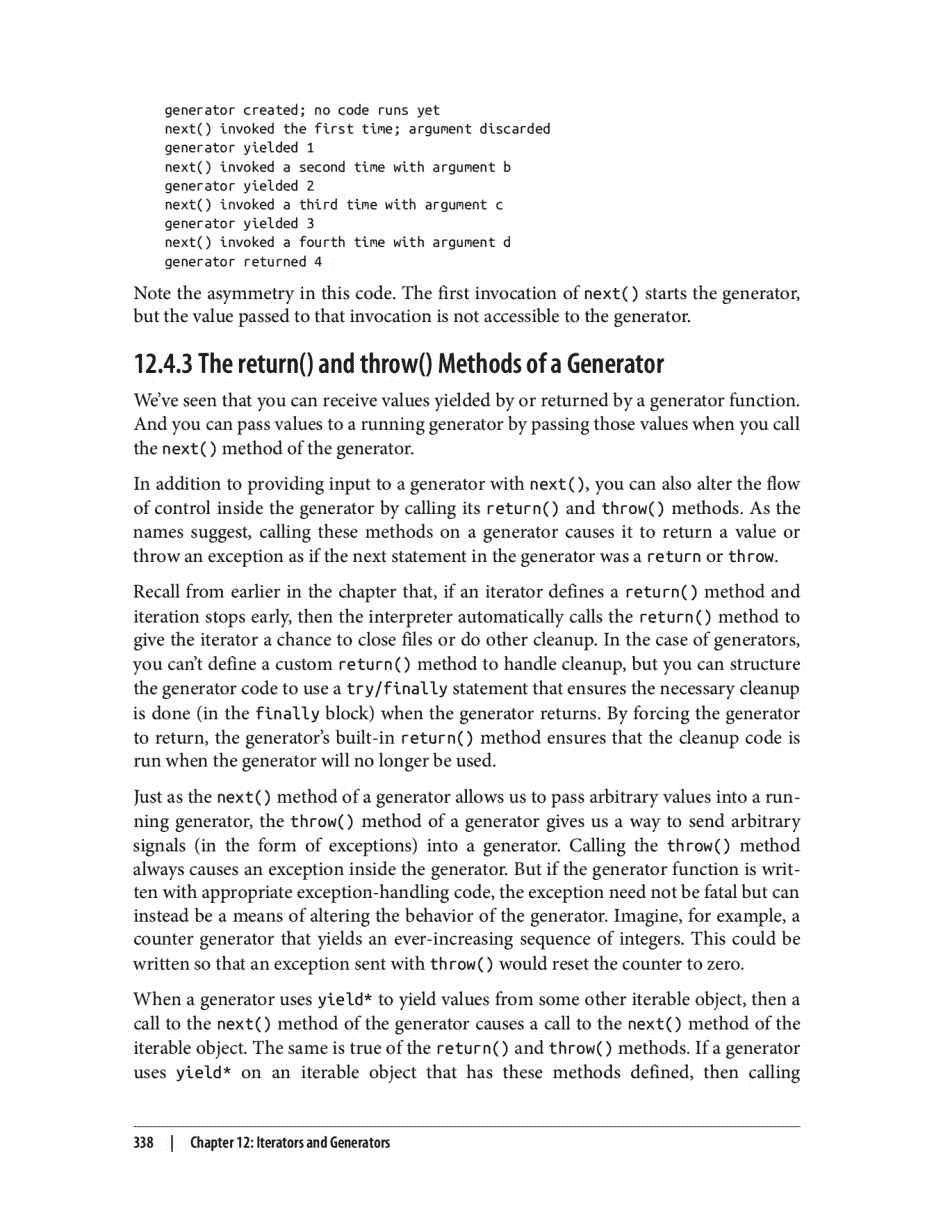 generator created; no code runs yet
next() invoked the first time; argument discarded
generator yielded 1
next() invoked a second time with argument b
generator yielded 2
next() invoked a third time with argument c
generator yielded 3
next() invoked a fourth time with argument d
generator returned 4
Note the asymmetry in this code. The first invocation of next() starts the generator,
but the value passed to that invocation is not accessible to the generator.
12.4.3 The return() and throw() Methods of a Generator
We’ve seen that you can receive values yielded by or returned by a generator function.
And you can pass values to a running generator by passing those values when you call
the next() method of the generator.
In addition to providing input to a generator with next(), you can also alter the flow
of control inside the generator by calling its return() and throw() methods. As the
names suggest, calling these methods on a generator causes it to return a value or
throw an exception as if the next statement in the generator was a return or throw.
Recall from earlier in the chapter that, if an iterator defines a return() method and
iteration stops early, then the interpreter automatically calls the return() method to
give the iterator a chance to close files or do other cleanup. In the case of generators,
you can’t define a custom return() method to handle cleanup, but you can structure
the generator code to use a try/finally statement that ensures the necessary cleanup
is done (in the finally block) when the generator returns. By forcing the generator
to return, the generator’s built-in return() method ensures that the cleanup code is
run when the generator will no longer be used.
Just as the next() method of a generator allows us to pass arbitrary values into a run-
ning generator, the throw() method of a generator gives us a way to send arbitrary
signals (in the form of exceptions) into a generator. Calling the throw() method
always causes an exception inside the generator. But if the generator function is writ-
ten with appropriate exception-handling code, the exception need not be fatal but can
instead be a means of altering the behavior of the generator. Imagine, for example, a
counter generator that yields an ever-increasing sequence of integers. This could be
written so that an exception sent with throw() would reset the counter to zero.
When a generator uses yield* to yield values from some other iterable object, then a
call to the next() method of the generator causes a call to the next() method of the
iterable object. The same is true of the return() and throw() methods. If a generator
uses yield* on an iterable object that has these methods defined, then calling
338 | Chapter 12: Iterators and Generators